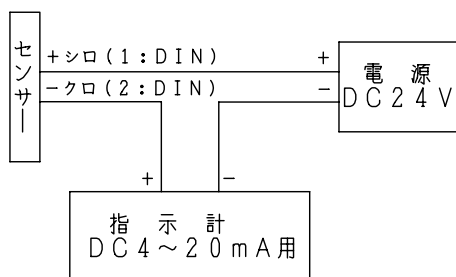 センサー
+シロ(1:DIN)
−クロ(2:DIN)
+
−
電源
DC24V
+
−
指示計
DC4〜20mA用